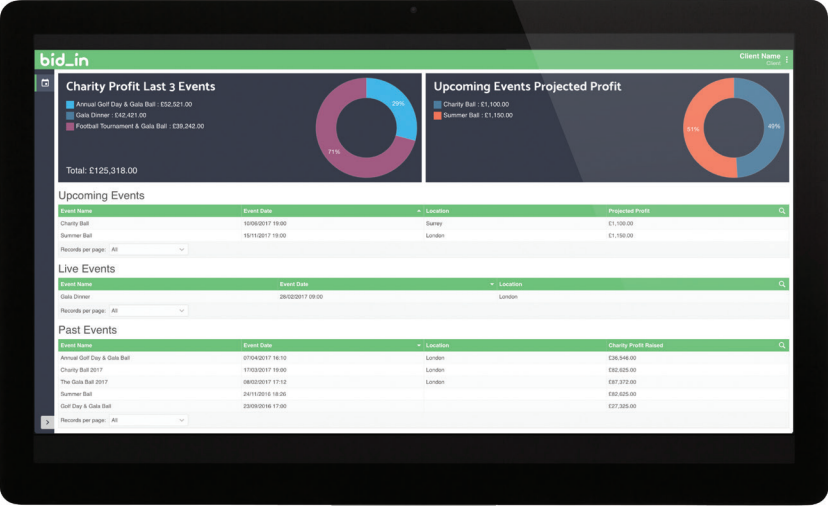 bid_in
Client Name
Client
Charity Profit Last 3 Events
Annual Golf Day & Gala Ball : £52,521.00
Gala Dinner : £42,421.00
Football Tournament & Gala Ball : £39,242.00
29%
71%
Total: £125,318.00
Upcoming Events Projected Profit
Charity Ball : £1,100.00
Summer Ball : £1,150.00
51%
49%
Upcoming Events
Event Name Event Date Location Projected Profit
Charity Ball 10/06/2017 19:00 Surrey £1,100.00
Summer Ball 15/11/2017 19:00 London £1,150.00
Records per page: All
Live Events
Event Name Event Date Location
Gala Dinner 28/02/2017 09:00 London
Records per page: All
Past Events
Event Name Event Date Location Charity Profit Raised
Annual Golf Day & Gala Ball 07/04/2017 16:10 London £36,546.00
Charity Ball 2017 17/03/2017 19:00 London £82,625.00
The Gala Ball 2017 08/02/2017 17:12 London £87,372.00
Summer Ball 24/11/2016 18:26 £82,625.00
Golf Day & Gala Ball 23/09/2016 17:00 £27,325.00
Records per page: All